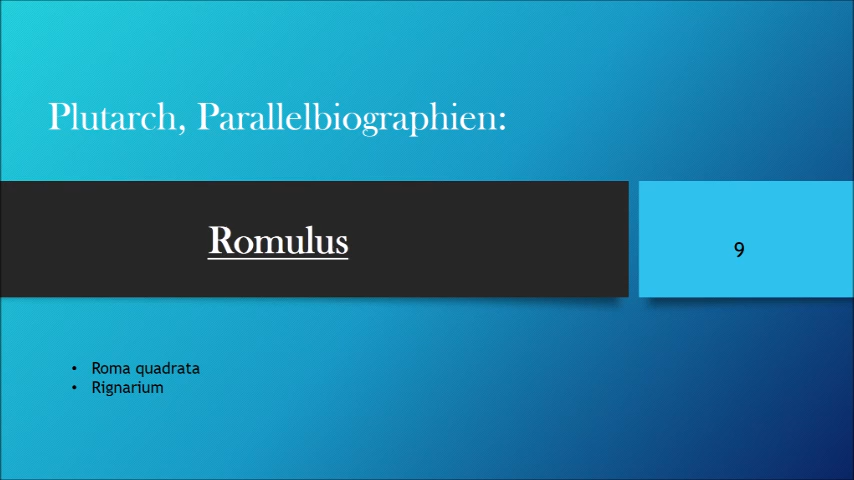 Plutarch, Parallelbiographien:
Romulus
9
• Roma quadrata
• Rignarium